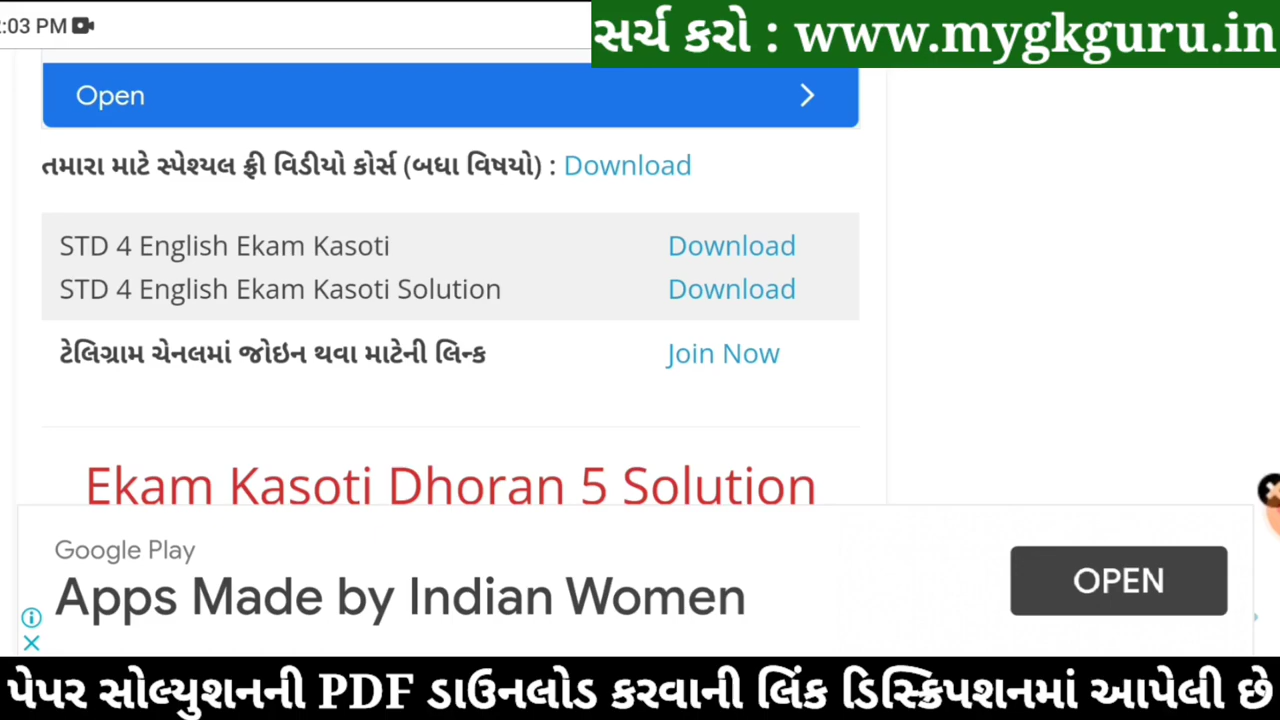 :03 PM
સર્ચ કરો : www.mygkguru.in
Open
તમારા માટે સ્પેશ્યલ ફ્રી વિડીયો કોર્સ (બધા વિષયો) : Download
STD 4 English Ekam Kasoti Download
STD 4 English Ekam Kasoti Solution Download
ટેલિગ્રામ ચેનલમાં જોઇન થવા માટેની લિન્ક Join Now
Ekam Kasoti Dhoran 5 Solution
Google Play
Apps Made by Indian Women
OPEN
પેપર સોલ્યુશનની PDF ડાઉનલોડ કરવાની લિંક ડિસ્ક્રિપશનમાં આપેલી છે